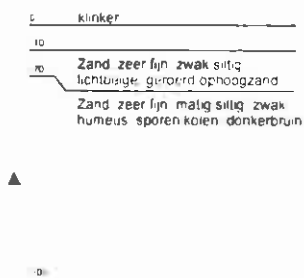 0 klinker
10
70 Zand zeer fijn zwak siltig
lichtbeige geroerd ophoogzand
Zand zeer fijn matig siltig zwak
humeus sporen kolen donkerbruin